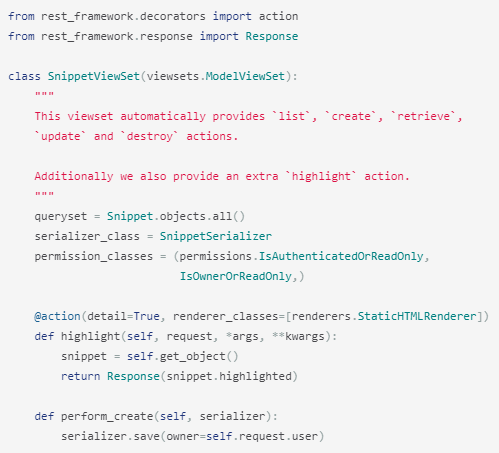 from rest_framework.decorators import action
from rest_framework.response import Response

class SnippetViewSet(viewsets.ModelViewSet):
    """
    This viewset automatically provides `list`, `create`, `retrieve`,
    `update` and `destroy` actions.

    Additionally we also provide an extra `highlight` action.
    """
    queryset = Snippet.objects.all()
    serializer_class = SnippetSerializer
    permission_classes = (permissions.IsAuthenticatedOrReadOnly,
                          IsOwnerOrReadOnly,)

    @action(detail=True, renderer_classes=[renderers.StaticHTMLRenderer])
    def highlight(self, request, *args, **kwargs):
        snippet = self.get_object()
        return Response(snippet.highlighted)

    def perform_create(self, serializer):
        serializer.save(owner=self.request.user)